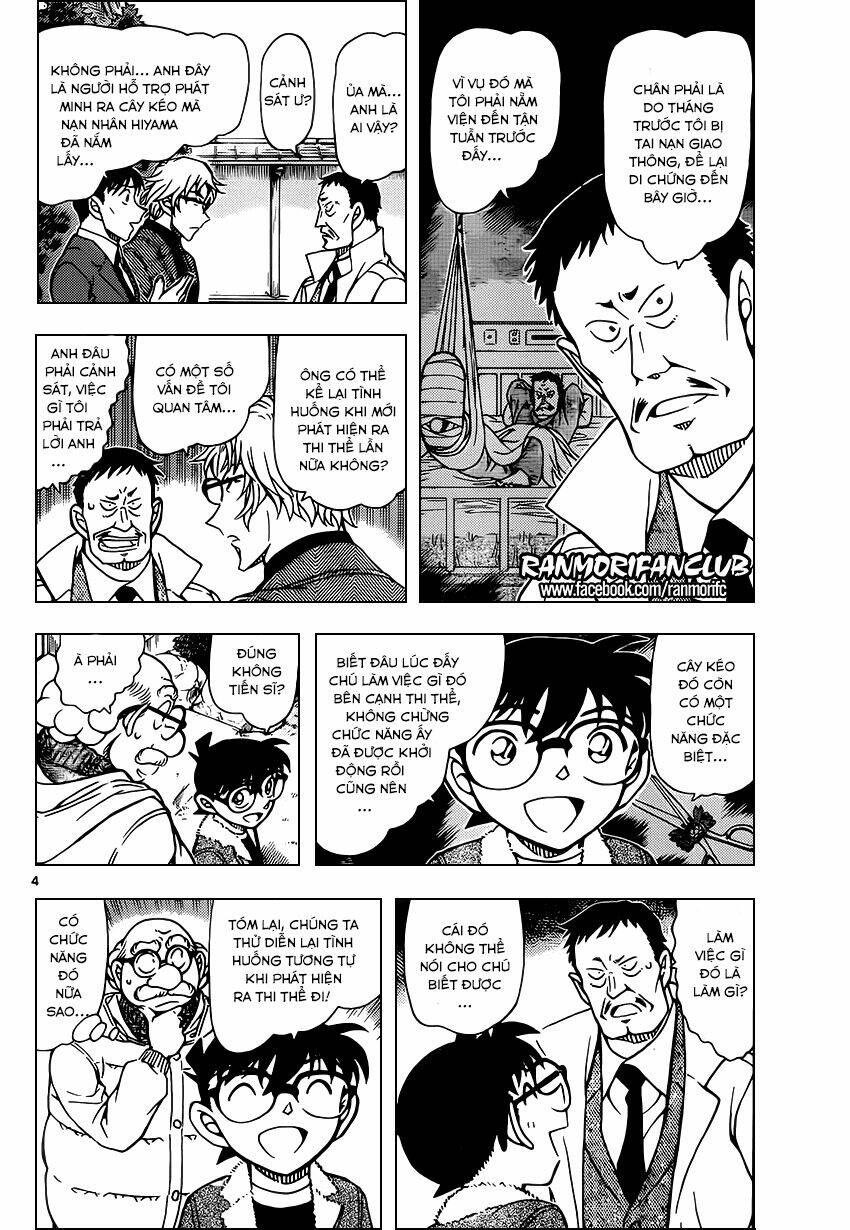 CHÂN PHẢI LÀ
DO THÁNG
TRƯỚC TÔI BỊ
TAI NẠN GIAO
THÔNG, ĐỂ LẠI
DI CHỨNG ĐẾN
BÂY GIỜ...
VÌ VỤ ĐÓ MÀ
TÔI PHẢI NẰM
VIỆN ĐẾN TẬN
TUẦN TRƯỚC
ĐẤY...
RANMORIFANCLUB
www.facebook.com/ranmorifc
ỦA MÀ...
ANH LÀ
AI VẬY?
CẢNH
SÁT Ư?
KHÔNG PHẢI... ANH ĐÂY
LÀ NGƯỜI HỖ TRỢ PHÁT
MINH RA CÂY KÉO MÀ
NẠN NHÂN HIYAMA
ĐÃ NẮM
LẤY...
ÔNG CÓ THỂ
KỂ LẠI TÌNH
HUỐNG KHI MỚI
PHÁT HIỆN RA
THI THỂ LẦN
NỮA KHÔNG?
CÓ MỘT SỐ
VẤN ĐỀ TÔI
QUAN TÂM...
ANH ĐÂU
PHẢI CẢNH
SÁT, VIỆC
GÌ TÔI
PHẢI TRẢ
LỜI ANH
...
CÂY KÉO
ĐÓ CÒN
CÓ MỘT
CHỨC
NĂNG ĐẶC
BIỆT...
BIẾT ĐÂU LÚC ĐẤY
CHÚ LÀM VIỆC GÌ ĐÓ
BÊN CẠNH THI THỂ,
KHÔNG CHỪNG
CHỨC NĂNG ẤY
ĐÃ ĐƯỢC KHỞI
ĐỘNG RỒI
CŨNG NÊN
...
ĐÚNG
KHÔNG
TIẾN SĨ?
À PHẢI
...
4
LÀM
VIỆC GÌ
ĐÓ LÀ
LÀM GÌ?
CÁI ĐÓ
KHÔNG THỂ
NÓI CHO CHÚ
BIẾT ĐƯỢC
...
TÓM LẠI, CHÚNG TA
THỬ DIỄN LẠI TÌNH
HUỐNG TƯƠNG TỰ
KHI PHÁT HIỆN
RA THI THỂ ĐI!
CÓ
CHỨC
NĂNG
ĐÓ
NỮA
SAO...